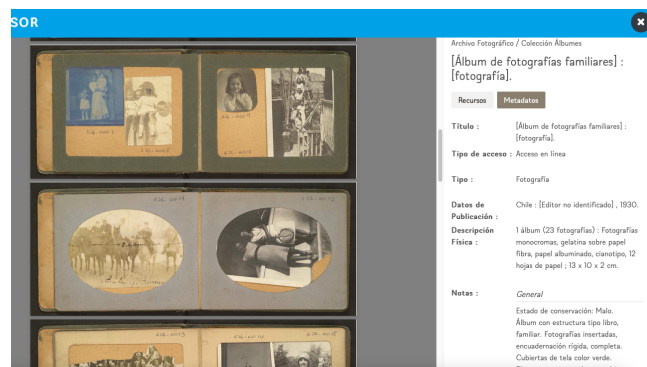 SOR
Archivo Fotográfico / Colección Álbumes
[Álbum de fotografías familiares] :
[fotografía].
Recursos
Metadatos
Título :
[Álbum de fotografías familiares] :
[fotografía].
Tipo de acceso : Acceso en línea
Tipo : Fotografía
Datos de
Publicación :
Chile : [Editor no identificado] , 1930.
Descripción
Física :
1 álbum (23 fotografías) : Fotografías
monocromas, gelatina sobre papel
fibra, papel albuminado, cianotipo, 12
hojas de papel ; 13 x 10 x 2 cm.
Notas :
General
Estado de conservación: Malo.
Álbum con estructura tipo libro,
familiar. Fotografías insertadas,
encuadernación rígida, completa.
Cubiertas de tela color verde.